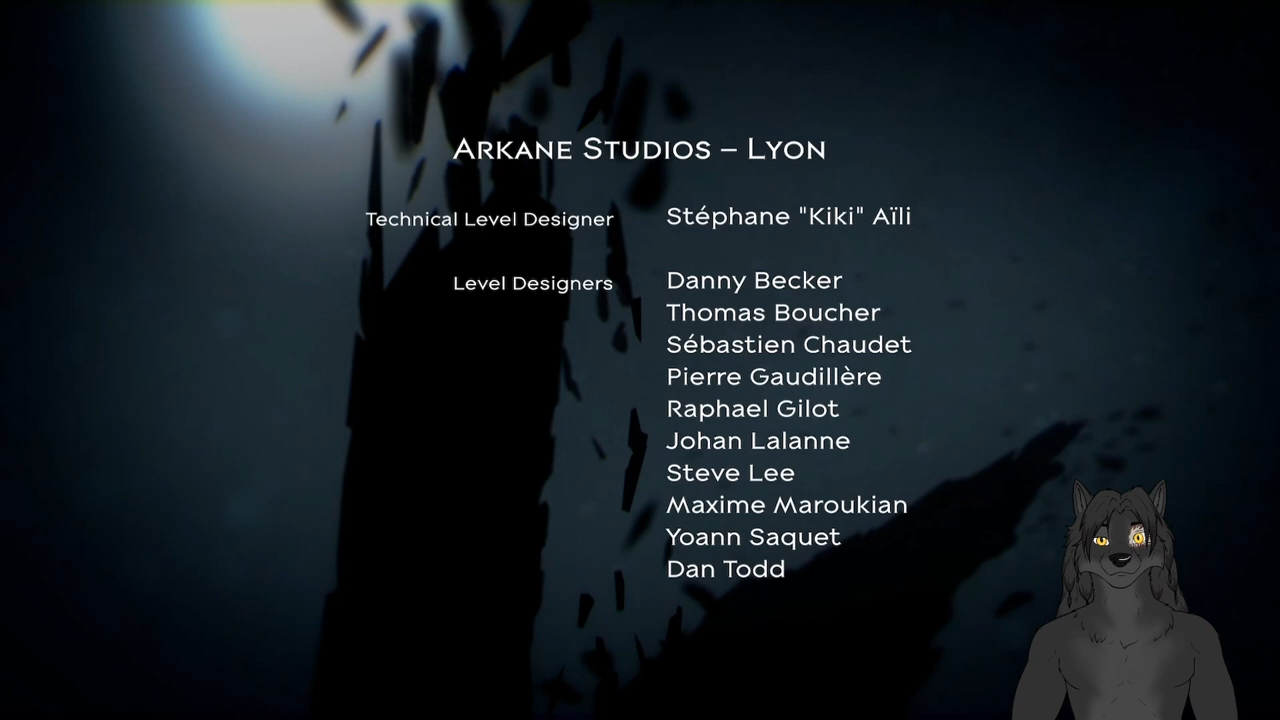 Arkane Studios – Lyon
Technical Level Designer Stéphane "Kiki" Aïli
Level Designers Danny Becker
Thomas Boucher
Sébastien Chaudet
Pierre Gaudillère
Raphael Gilot
Johan Lalanne
Steve Lee
Maxime Maroukian
Yoann Saquet
Dan Todd